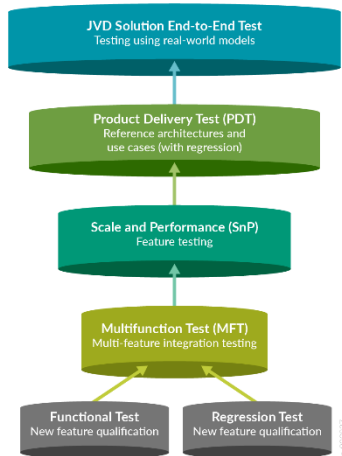 JVD Solution End-to-End Test
Testing using real-world models
Product Delivery Test (PDT)
Reference architectures and
use cases (with regression)
Scale and Performance (SnP)
Feature testing
Multifunction Test (MFT)
Multi-feature integration testing
Functional Test
New feature qualification
Regression Test
New feature qualification